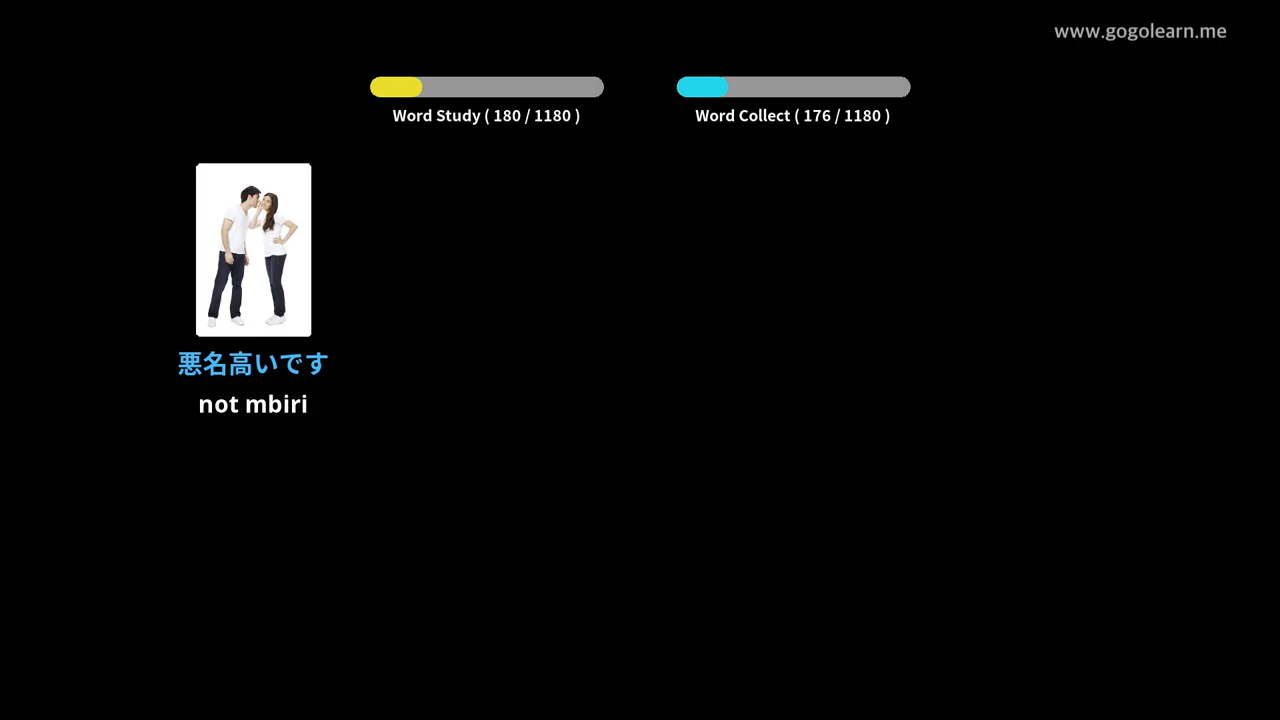 www.gogolearn.me
Word Study ( 180 / 1180 )
Word Collect ( 176 / 1180 )
悪名高いです
not mbiri